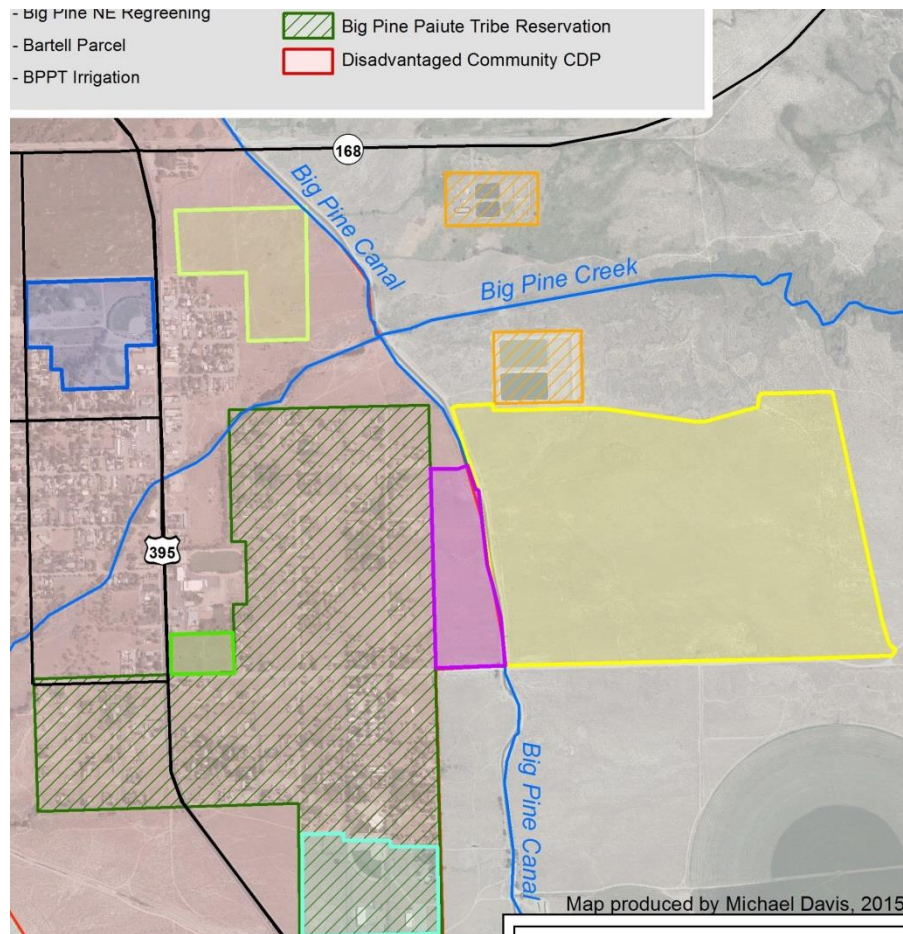 - Big Pine NE Regreening
- Bartell Parcel
- BPPT Irrigation
Big Pine Paiute Tribe Reservation
Disadvantaged Community CDP
168
Big Pine Canal
Big Pine Creek
395
Big Pine Canal
Map produced by Michael Davis, 2015